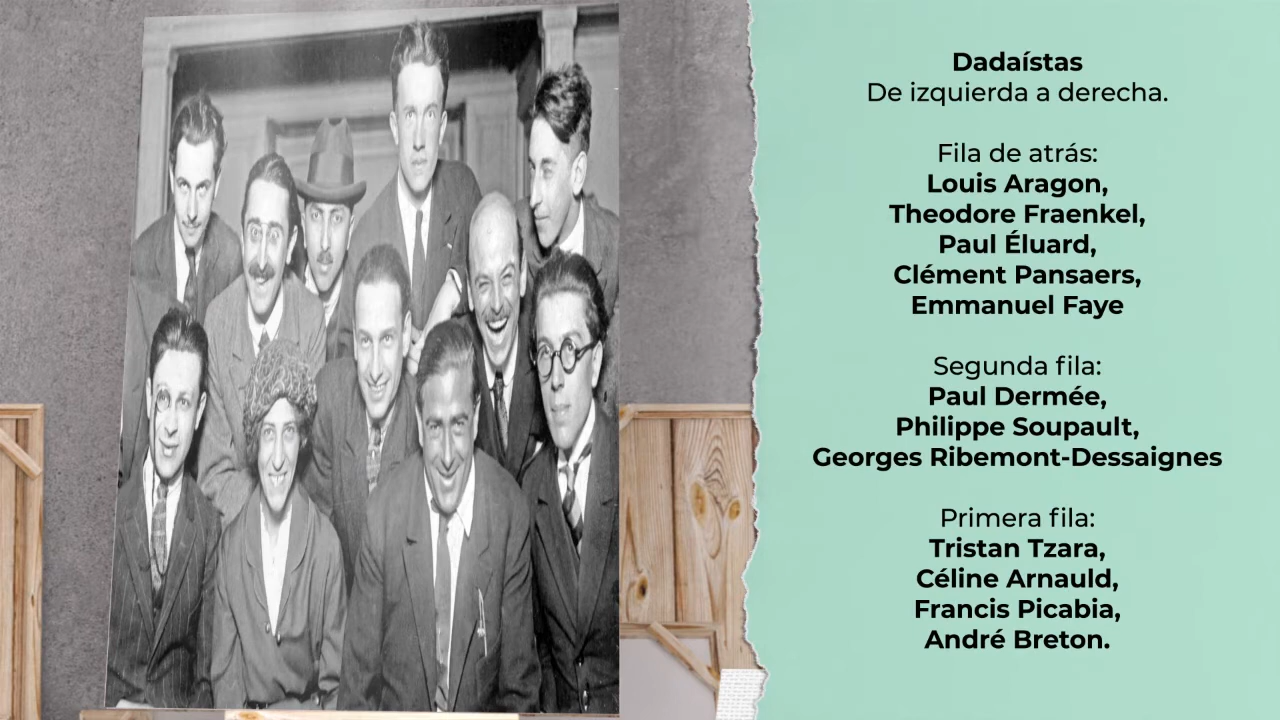 Dadaístas
De izquierda a derecha.
Fila de atrás:
Louis Aragon,
Theodore Fraenkel,
Paul Éluard,
Clément Pansaers,
Emmanuel Faye
Segunda fila:
Paul Dermée,
Philippe Soupault,
Georges Ribemont-Dessaignes
Primera fila:
Tristan Tzara,
Céline Arnauld,
Francis Picabia,
André Breton.